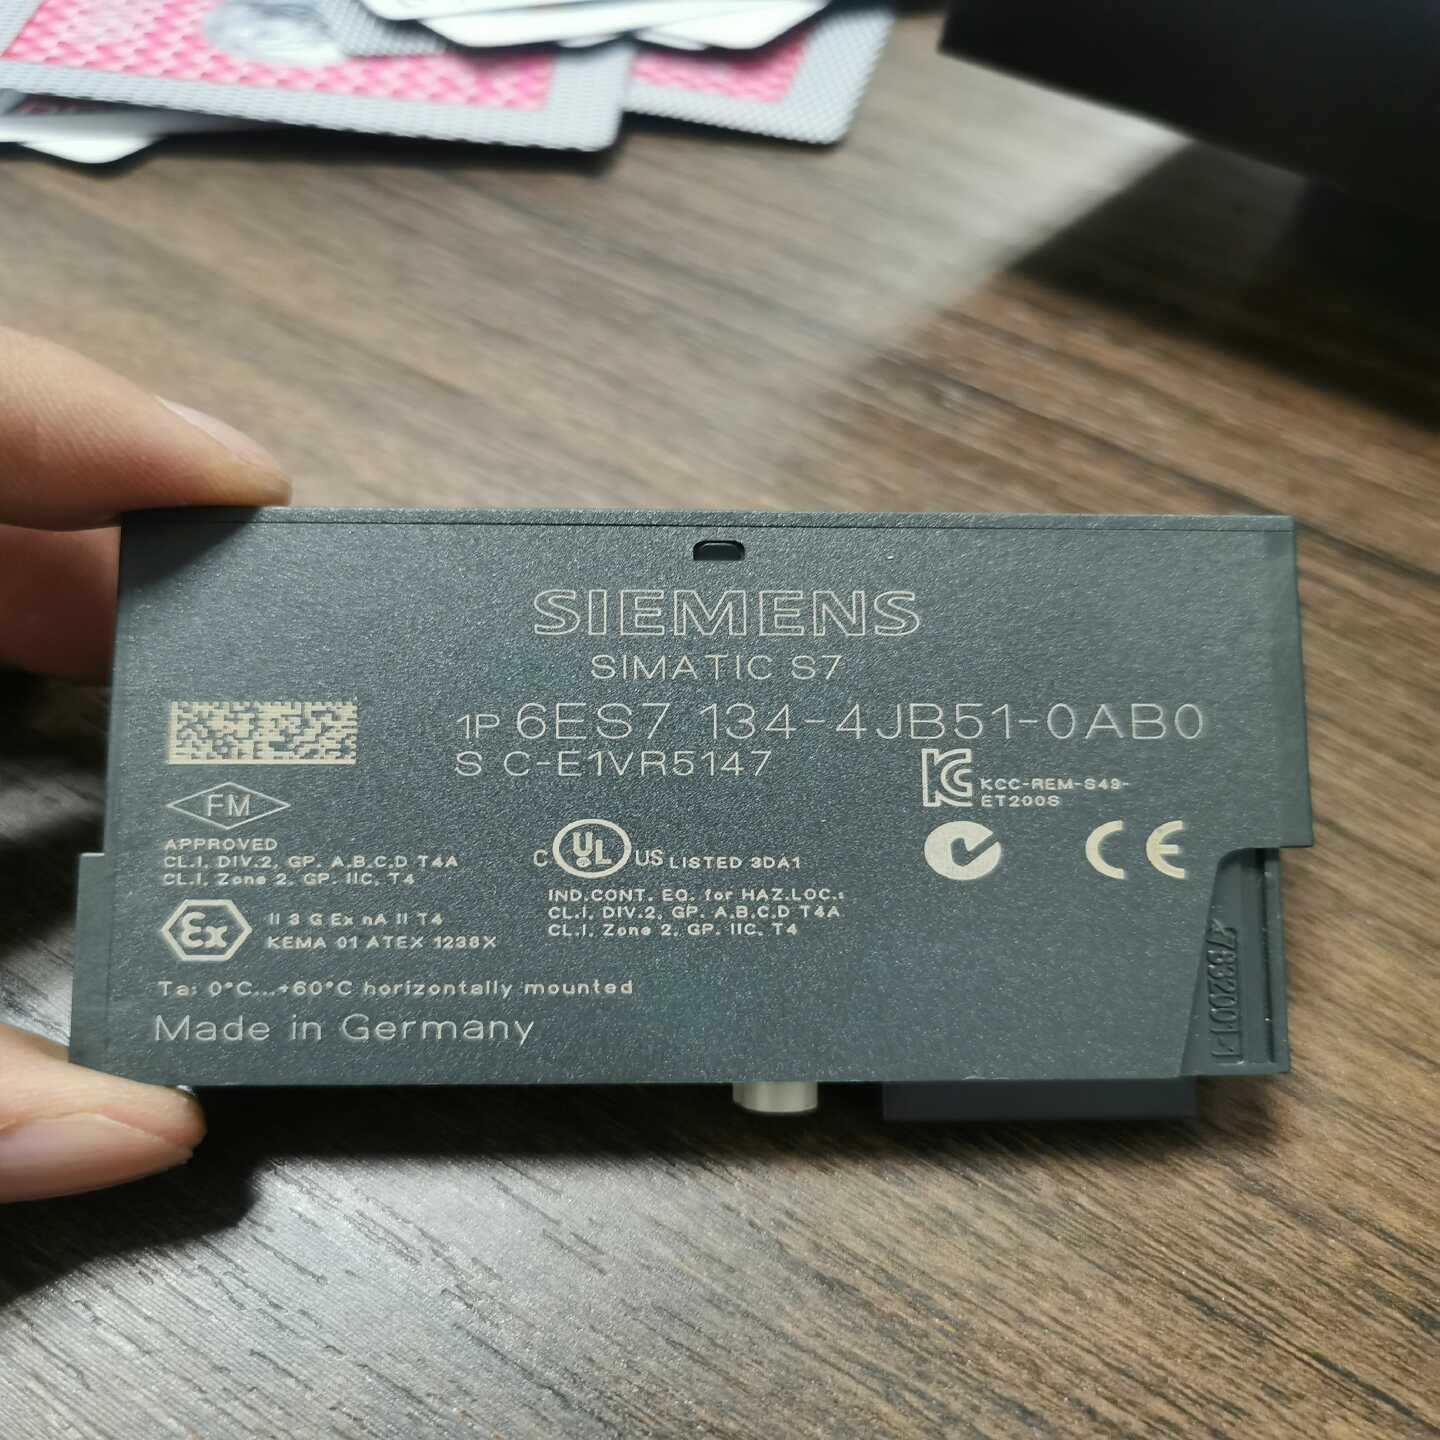 SIEMENS
SIMATIC S7
1P 6ES7 134-4JB51-0AB0
S C-E1VR5147
KCC-REM-S49-
ET200S
FM
APPROVED
CL.I, DIV.2, GP. A.B.C.D T4A
CL.I, Zone 2, GP. IIC, T4
C UL US LISTED 3DA1
IND.CONT. EQ. for HAZ.LOC.:
CL.I, DIV.2, GP. A.B.C.D T4A
CL.I, Zone 2, GP. IIC, T4
CE
Ex
II 3 G Ex nA II T4
KEMA 01 ATEX 1238X
Ta: 0°C...+60°C horizontally mounted
Made in Germany